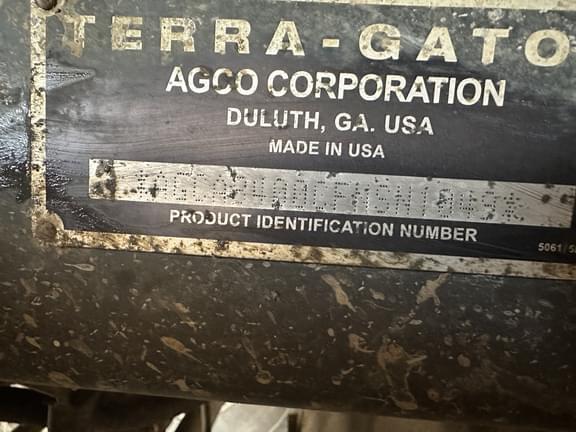 TERRA-GATO
AGCO CORPORATION
DULUTH, GA. USA
MADE IN USA
PRODUCT IDENTIFICATION NUMBER